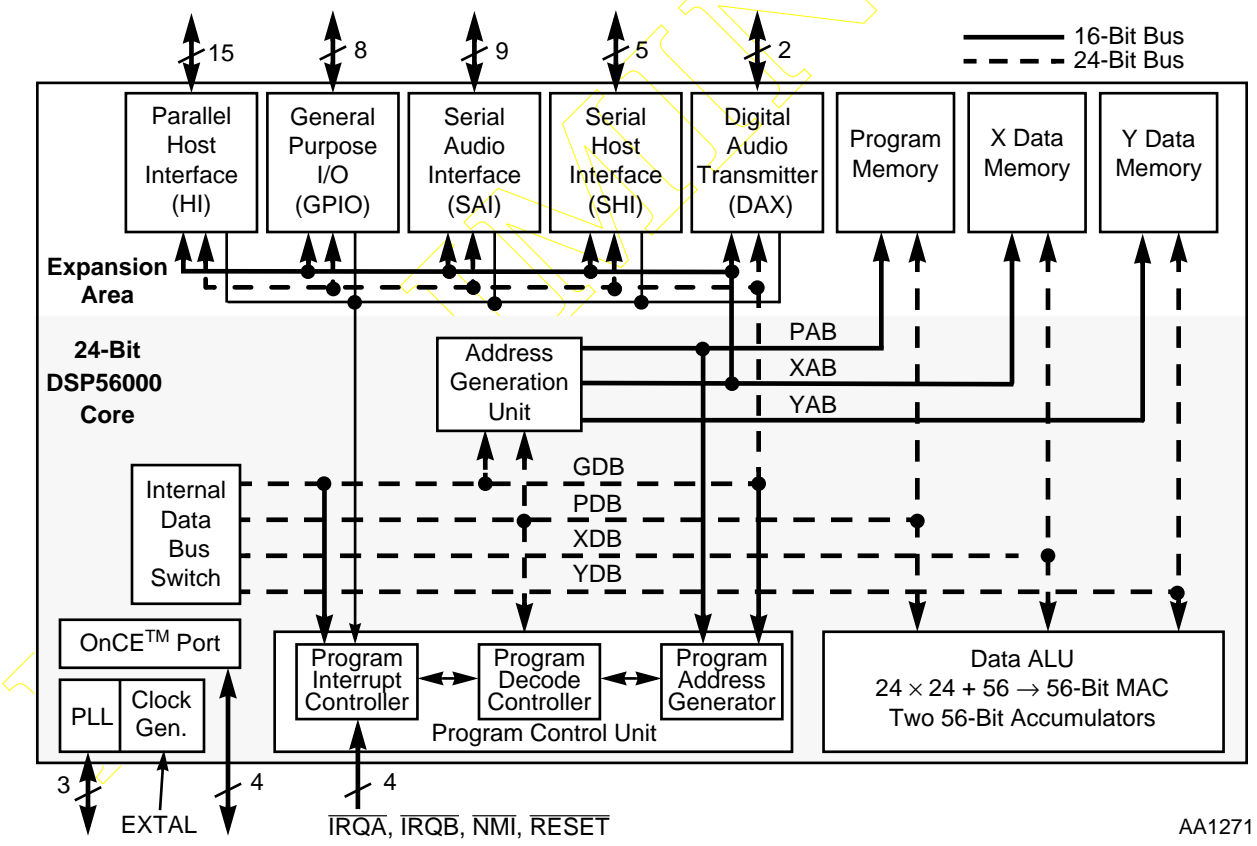 15
8
9
5
2
16-Bit Bus
24-Bit Bus
Parallel
Host
Interface
(HI)
General
Purpose
I/O
(GPIO)
Serial
Audio
Interface
(SAI)
Serial
Host
Interface
(SHI)
Digital
Audio
Transmitter
(DAX)
Program
Memory
X Data
Memory
Y Data
Memory
Expansion
Area
24-Bit
DSP56000
Core
Address
Generation
Unit
PAB
XAB
YAB
Internal
Data
Bus
Switch
GDB
PDB
XDB
YDB
OnCE™ Port
PLL
Clock
Gen.
Program
Interrupt
Controller
Program
Decode
Controller
Program
Address
Generator
Program Control Unit
Data ALU
24 × 24 + 56 → 56-Bit MAC
Two 56-Bit Accumulators
3
4
4
EXTAL
IRQA, IRQB, NMI, RESET
AA1271